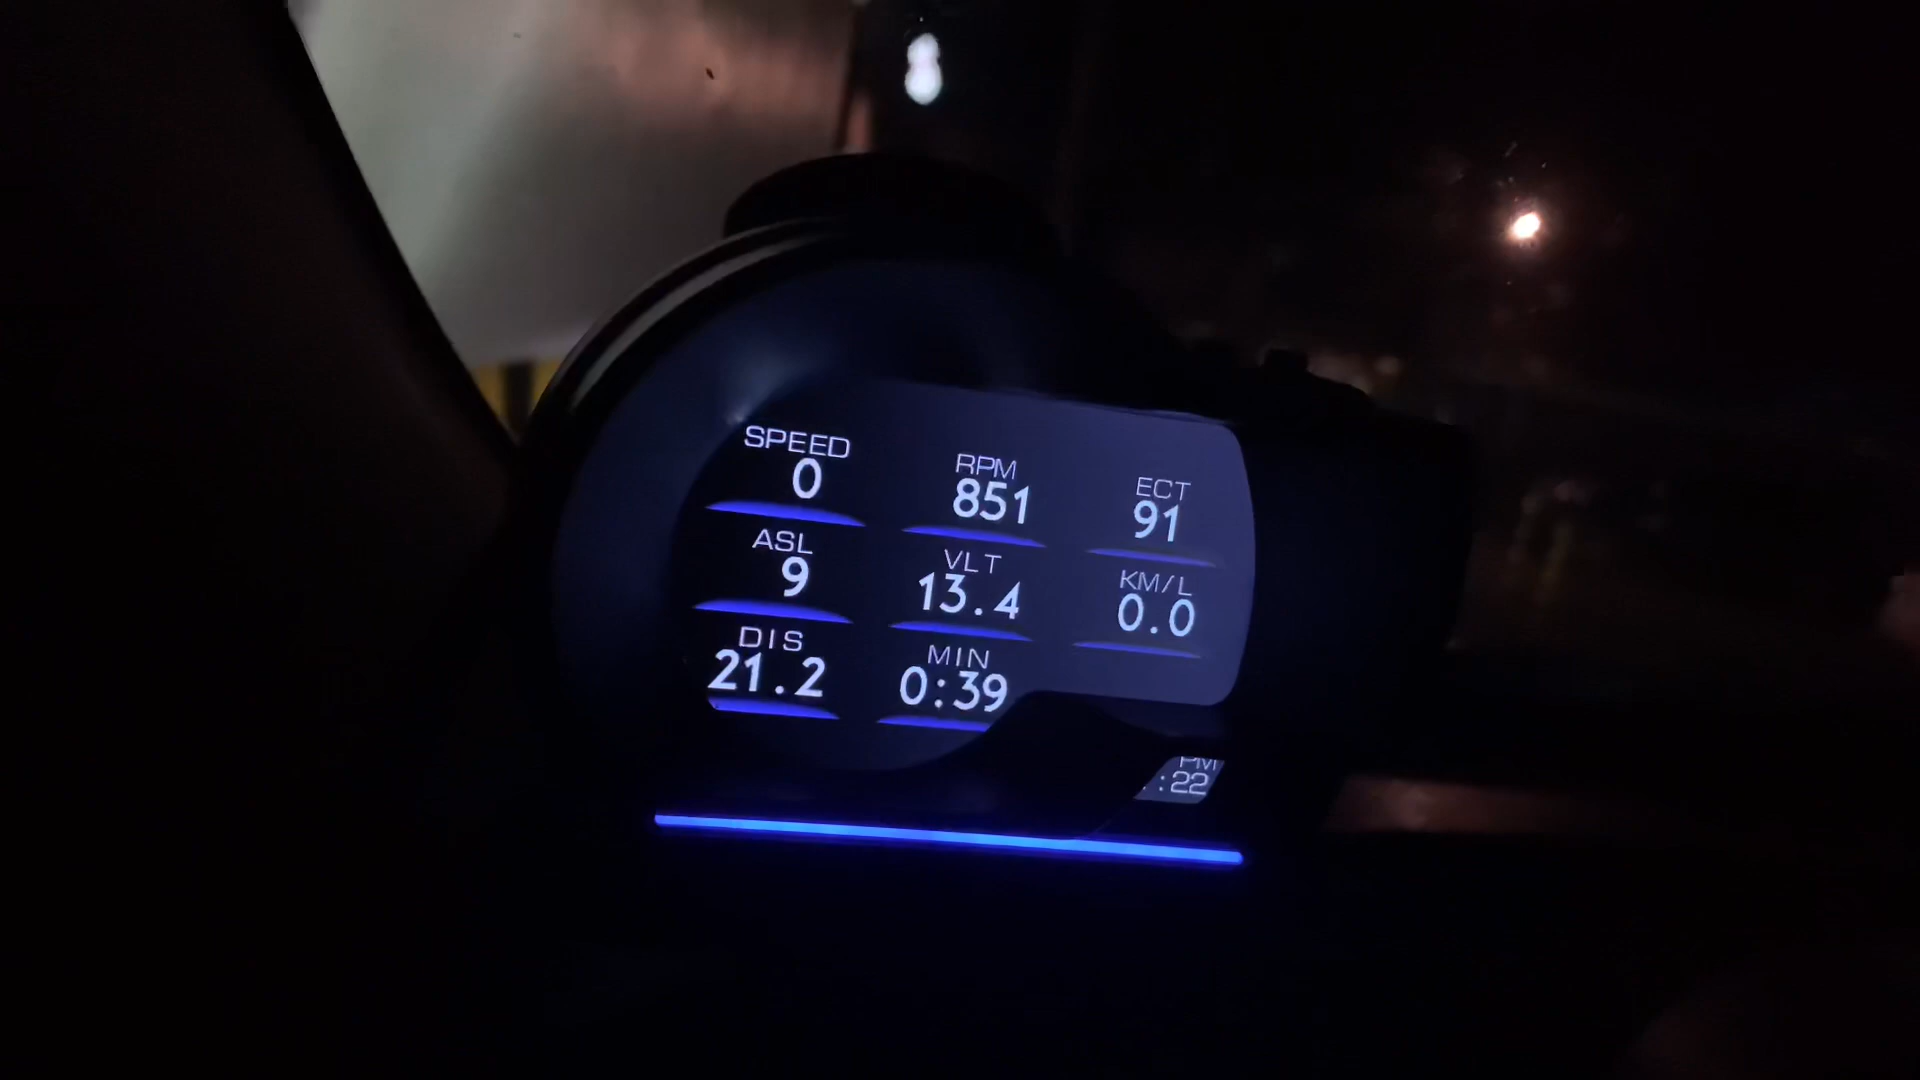 SPEED
0
RPM
851
ECT
91
ASL
9
VLT
13.4
KM/L
0.0
DIS
21.2
MIN
0:39
PM
:22